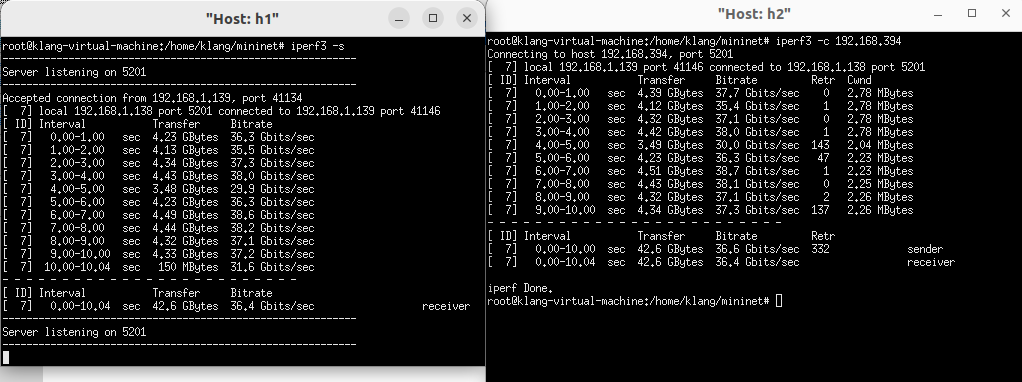 "Host: h1"
root@klang-virtual-machine:/home/klang/mininet# iperf3 -s
-----------------------------------------------------------
Server listening on 5201
-----------------------------------------------------------
Accepted connection from 192.168.1.139, port 41134
[  7] local 192.168.1.138 port 5201 connected to 192.168.1.139 port 41146
[ ID] Interval           Transfer     Bitrate
[  7]   0.00-1.00   sec  4.23 GBytes  36.3 Gbits/sec
[  7]   1.00-2.00   sec  4.13 GBytes  35.5 Gbits/sec
[  7]   2.00-3.00   sec  4.34 GBytes  37.3 Gbits/sec
[  7]   3.00-4.00   sec  4.43 GBytes  38.0 Gbits/sec
[  7]   4.00-5.00   sec  3.48 GBytes  29.9 Gbits/sec
[  7]   5.00-6.00   sec  4.23 GBytes  36.3 Gbits/sec
[  7]   6.00-7.00   sec  4.49 GBytes  38.6 Gbits/sec
[  7]   7.00-8.00   sec  4.44 GBytes  38.2 Gbits/sec
[  7]   8.00-9.00   sec  4.32 GBytes  37.1 Gbits/sec
[  7]   9.00-10.00  sec  4.33 GBytes  37.2 Gbits/sec
[  7]  10.00-10.04  sec   150 MBytes  31.6 Gbits/sec
- - - - - - - - - - - - - - - - - - - - - - - - -
[ ID] Interval           Transfer     Bitrate
[  7]   0.00-10.04  sec  42.6 GBytes  36.4 Gbits/sec                  receiver
-----------------------------------------------------------
Server listening on 5201
-----------------------------------------------------------
"Host: h2"
root@klang-virtual-machine:/home/klang/mininet# iperf3 -c 192.168.394
Connecting to host 192.168.394, port 5201
[  7] local 192.168.1.139 port 41146 connected to 192.168.1.138 port 5201
[ ID] Interval           Transfer     Bitrate         Retr  Cwnd
[  7]   0.00-1.00   sec  4.39 GBytes  37.7 Gbits/sec    0   2.78 MBytes
[  7]   1.00-2.00   sec  4.12 GBytes  35.4 Gbits/sec    1   2.78 MBytes
[  7]   2.00-3.00   sec  4.32 GBytes  37.1 Gbits/sec    0   2.78 MBytes
[  7]   3.00-4.00   sec  4.42 GBytes  38.0 Gbits/sec    1   2.78 MBytes
[  7]   4.00-5.00   sec  3.49 GBytes  30.0 Gbits/sec  143   2.04 MBytes
[  7]   5.00-6.00   sec  4.23 GBytes  36.3 Gbits/sec   47   2.23 MBytes
[  7]   6.00-7.00   sec  4.51 GBytes  38.7 Gbits/sec    1   2.23 MBytes
[  7]   7.00-8.00   sec  4.43 GBytes  38.1 Gbits/sec    0   2.25 MBytes
[  7]   8.00-9.00   sec  4.32 GBytes  37.1 Gbits/sec    2   2.26 MBytes
[  7]   9.00-10.00  sec  4.34 GBytes  37.3 Gbits/sec  137   2.26 MBytes
- - - - - - - - - - - - - - - - - - - - - - - - -
[ ID] Interval           Transfer     Bitrate         Retr
[  7]   0.00-10.00  sec  42.6 GBytes  36.6 Gbits/sec  332             sender
[  7]   0.00-10.04  sec  42.6 GBytes  36.4 Gbits/sec                  receiver
iperf Done.
root@klang-virtual-machine:/home/klang/mininet#